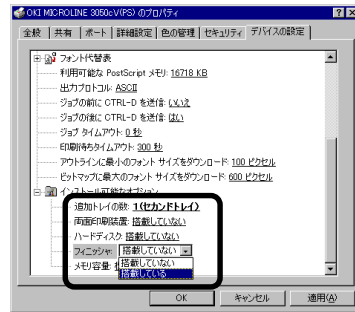 OKI MICROLINE 3050cV(PS) のプロパティ
全般 共有 ポート 詳細設定 色の管理 セキュリティ デバイスの設定
フォント代替表
利用可能な PostScript メモリ: 16718 KB
出力プロトコル: ASCII
ジョブの前に CTRL-D を送信: いいえ
ジョブの後に CTRL-D を送信: はい
ジョブ タイムアウト: 0 秒
印刷待ちタイムアウト: 300 秒
アウトラインに最小のフォント サイズをダウンロード: 100 ピクセル
ビットマップに最大のフォント サイズをダウンロード: 600 ピクセル
インストール可能なオプション
追加トレイの数: 1(セカンドトレイ)
両面印刷装置: 搭載していない
ハードディスク: 搭載していない
フィニッシャ: 搭載していない
メモリ容量: 搭載していない
搭載している
OK キャンセル 適用(A)